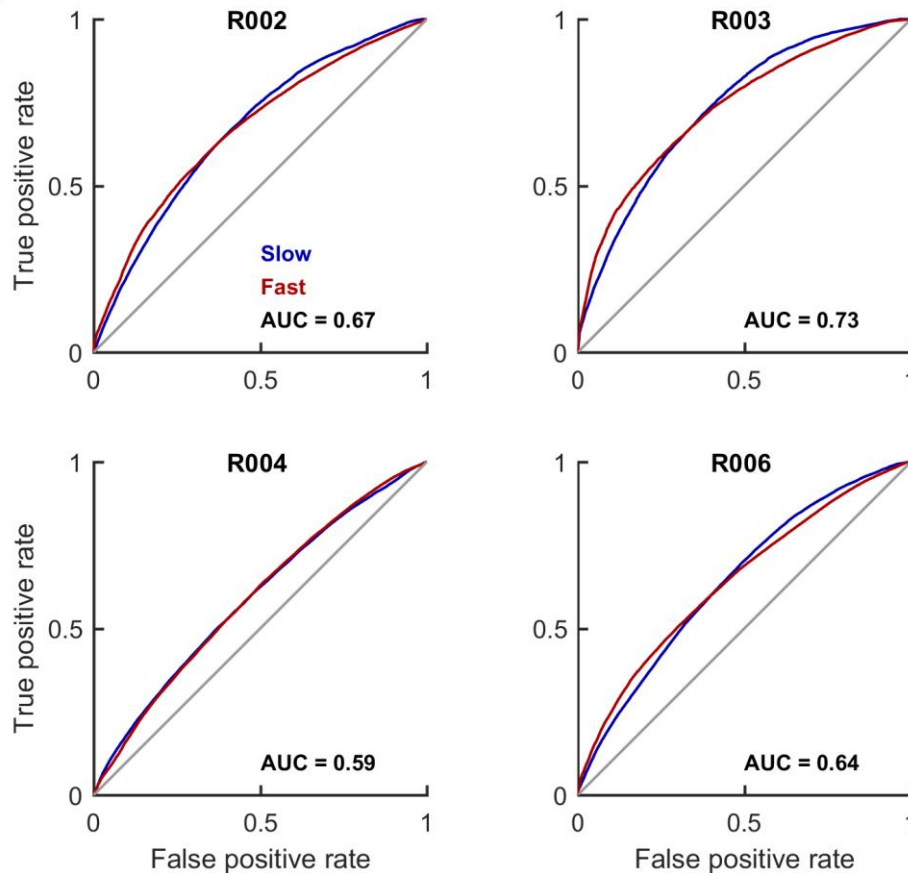 R002
1
True positive rate
0.5
Slow
Fast
AUC = 0.67
0
0
0.5
1
R003
1
0.5
AUC = 0.73
0
0
0.5
1
R004
1
True positive rate
0.5
AUC = 0.59
0
0
0.5
1
False positive rate
R006
1
0.5
AUC = 0.64
0
0
0.5
1
False positive rate